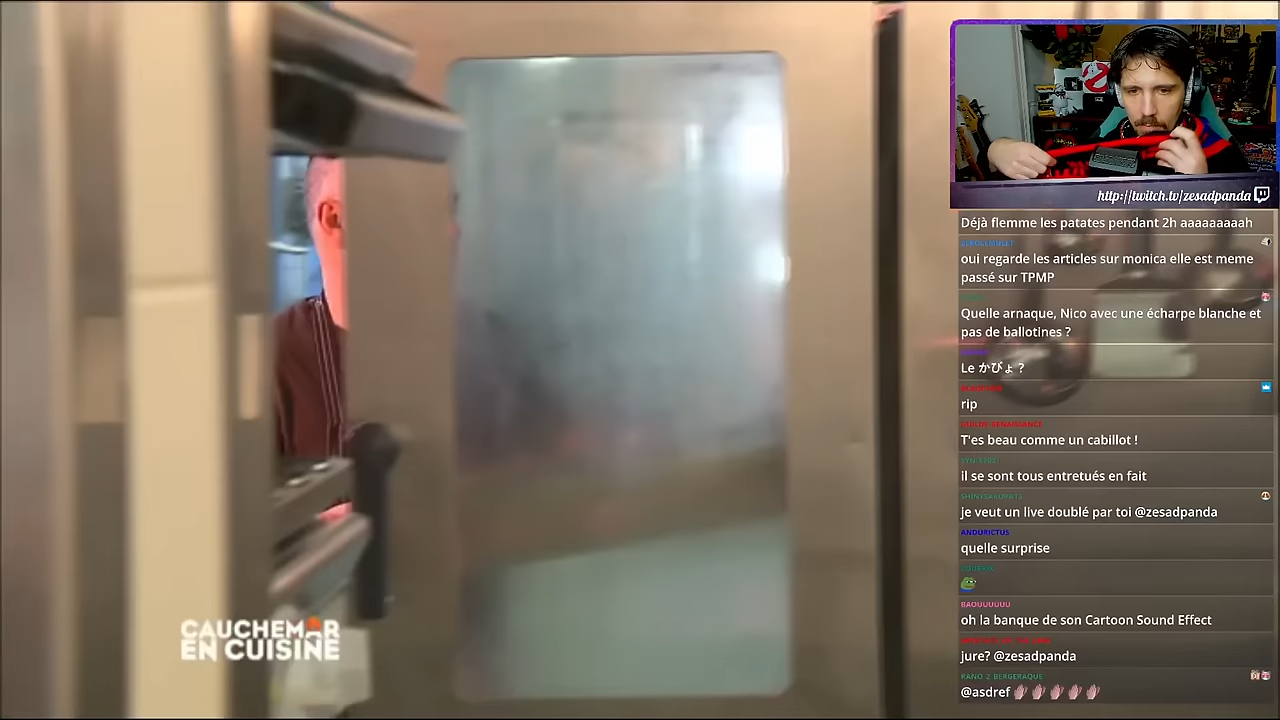 http://twitch.tv/zesadpanda
Déjà flemme les patates pendant 2h aaaaaaaaah
oui regarde les articles sur monica elle est meme
passé sur TPMP
Quelle arnaque, Nico avec une écharpe blanche et
pas de ballotines ?
Le かびょ ?
rip
T'es beau comme un cabillot !
il se sont tous entretués en fait
je veut un live doublé par toi @zesadpanda
ANDURICTUS
quelle surprise
BAOUUUUUU
oh la banque de son Cartoon Sound Effect
jure? @zesadpanda
RANO 2 BERGERAQUE
@asdref
CAUCHEMAR
EN CUISINE